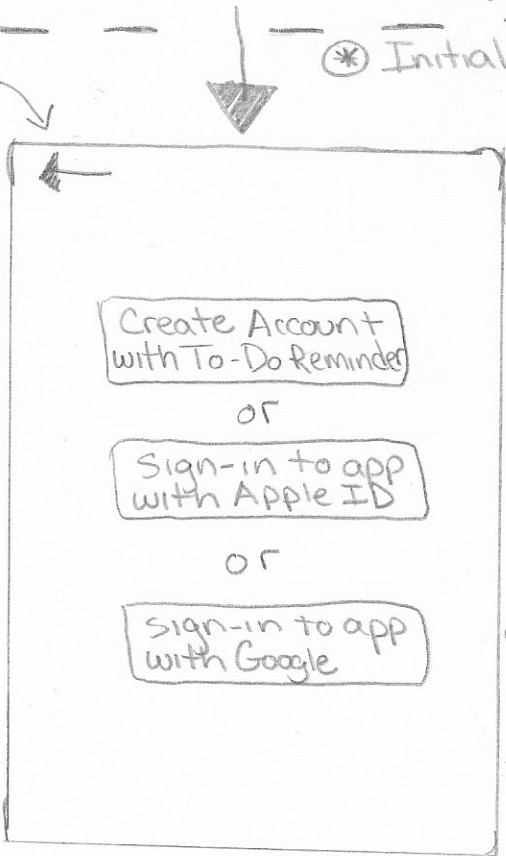 * Initial
Create Account
with To-Do Reminder
or
Sign-in to app
with Apple ID
or
sign-in to app
with Google